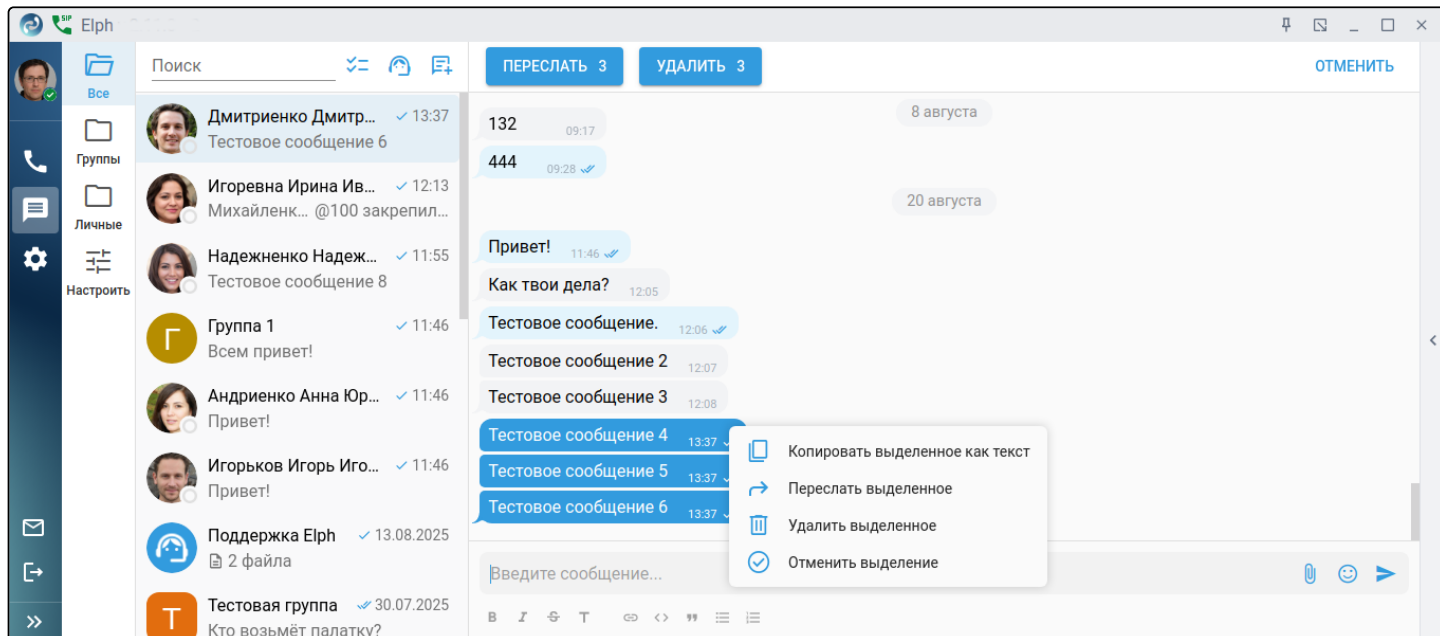 SIP
Elph
Все
Группы
Личные
Настроить
Поиск
Дмитриенко Дмитр... 13:37
Тестовое сообщение 6
Игоревна Ирина Ив... 12:13
Михайленк... @100 закрепил...
Надежненко Надеж... 11:55
Тестовое сообщение 8
Г
Группа 1 11:46
Всем привет!
Андриенко Анна Юр... 11:46
Привет!
Игорьков Игорь Иго... 11:46
Привет!
Поддержка Elph 13.08.2025
2 файла
Т
Тестовая группа 30.07.2025
Кто возьмёт палатку?
ПЕРЕСЛАТЬ 3 УДАЛИТЬ 3 ОТМЕНИТЬ
8 августа
132 09:17
444 09:28
20 августа
Привет! 11:46
Как твои дела? 12:05
Тестовое сообщение. 12:06
Тестовое сообщение 2 12:07
Тестовое сообщение 3 12:08
Тестовое сообщение 4 13:37
Тестовое сообщение 5 13:37
Тестовое сообщение 6 13:37
Копировать выделенное как текст
Переслать выделенное
Удалить выделенное
Отменить выделение
Введите сообщение...
B I S T